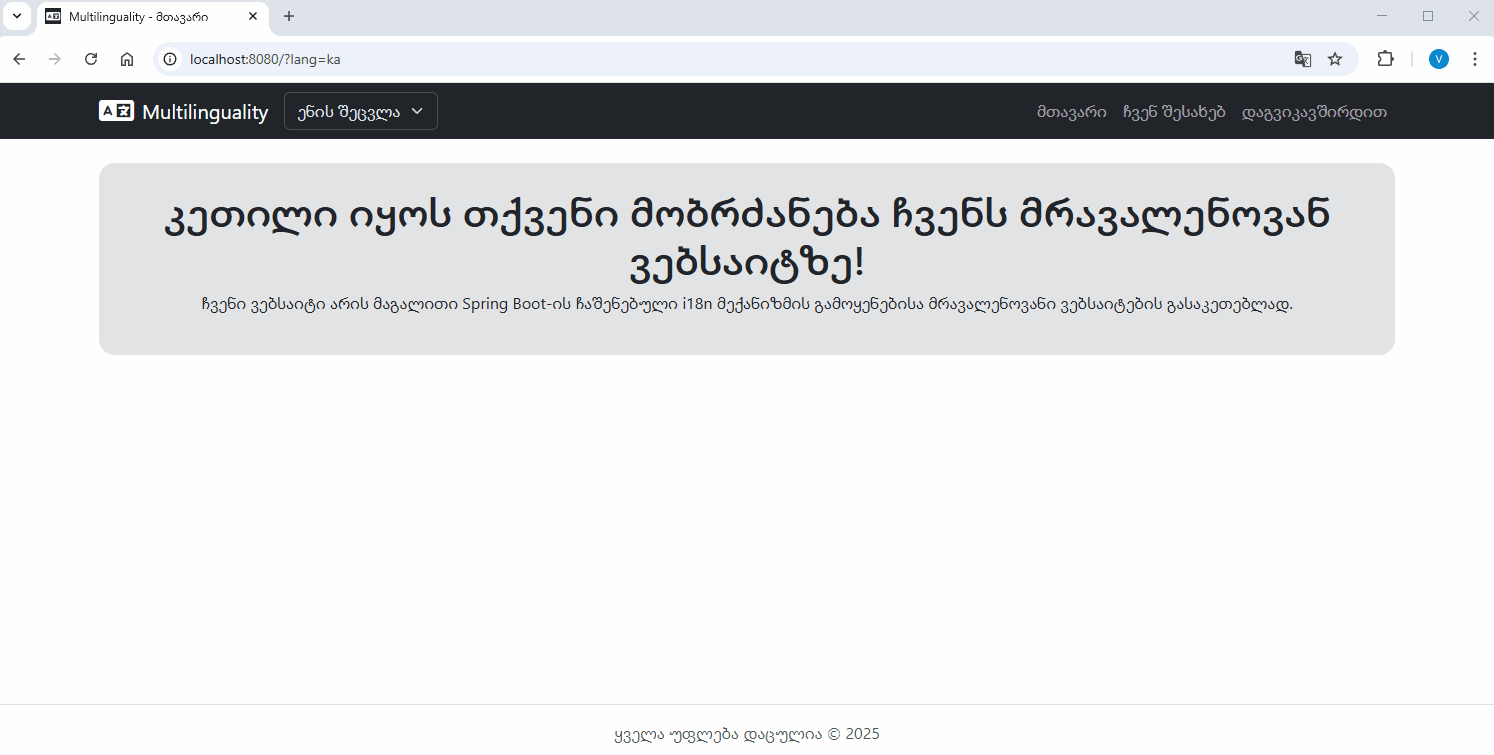 Multilinguality - მთავარი
localhost:8080/?lang=ka
V
Multilinguality
ენის შეცვლა
მთავარი ჩვენ შესახებ დაგვიკავშირდით
კეთილი იყოს თქვენი მობრძანება ჩვენს მრავალენოვან
ვებსაიტზე!
ჩვენი ვებსაიტი არის მაგალითი Spring Boot-ის ჩაშენებული i18n მექანიზმის გამოყენებისა მრავალენოვანი ვებსაიტების გასაკეთებლად.
ყველა უფლება დაცულია © 2025